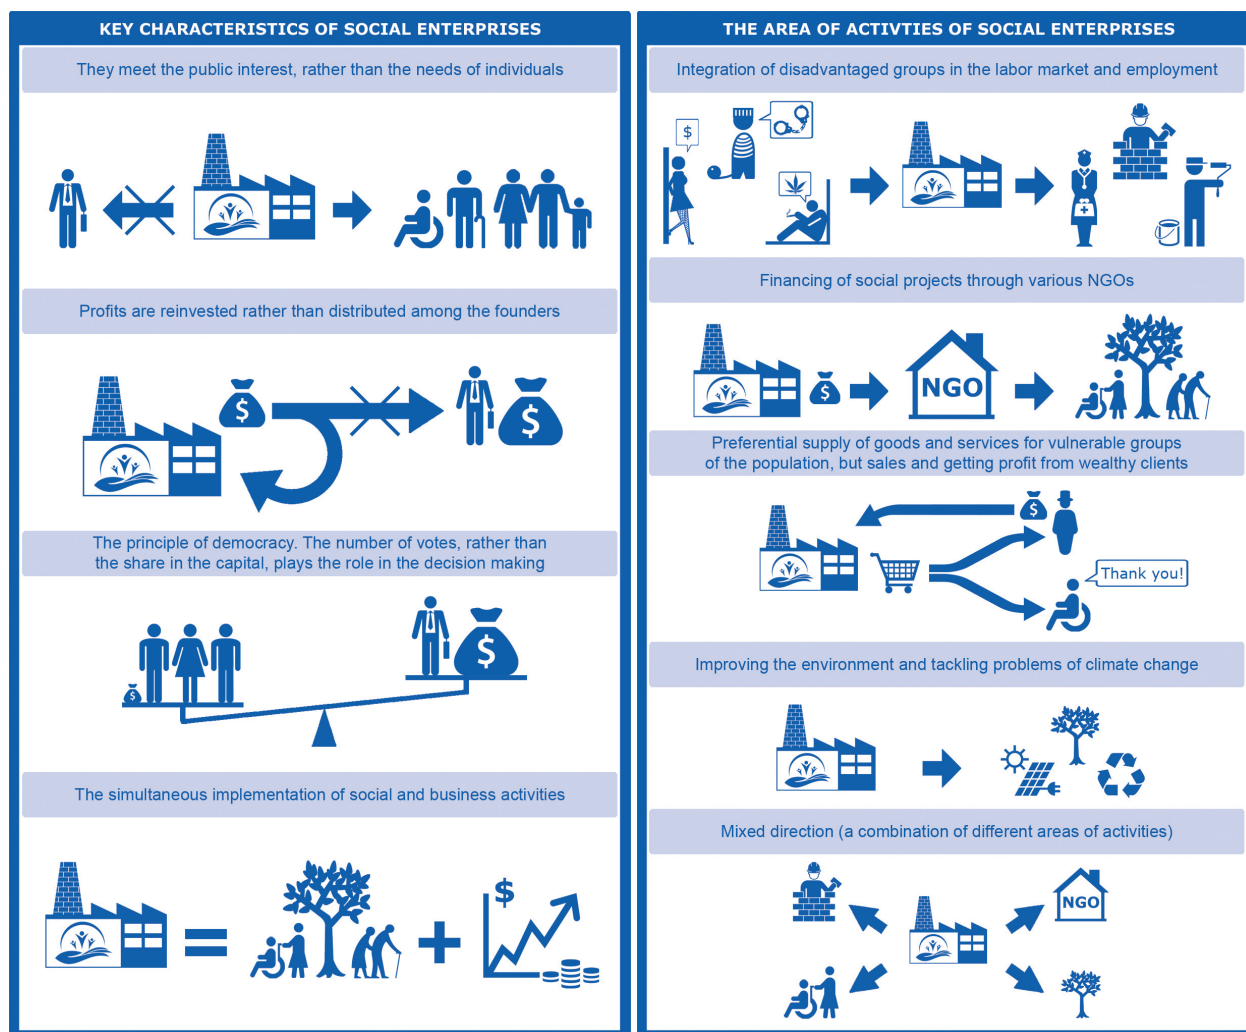 KEY CHARACTERISTICS OF SOCIAL ENTERPRISES
They meet the public interest, rather than the needs of individuals
Profits are reinvested rather than distributed among the founders
$
$
The principle of democracy. The number of votes, rather than
the share in the capital, plays the role in the decision making
$
$
The simultaneous implementation of social and business activities
$
THE AREA OF ACTIVTIES OF SOCIAL ENTERPRISES
Integration of disadvantaged groups in the labor market and employment
$
Financing of social projects through various NGOs
$
NGO
Preferential supply of goods and services for vulnerable groups
of the population, but sales and getting profit from wealthy clients
$
Thank you!
Improving the environment and tackling problems of climate change
Mixed direction (a combination of different areas of activities)
NGO